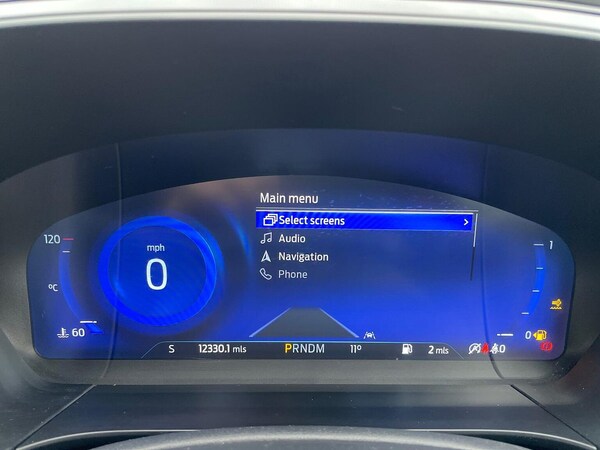 Main menu
Select screens
Audio
Navigation
Phone
120
mph
0
°C
60
1
0
S 12330.1 mls PRNDM 11° 2 mls